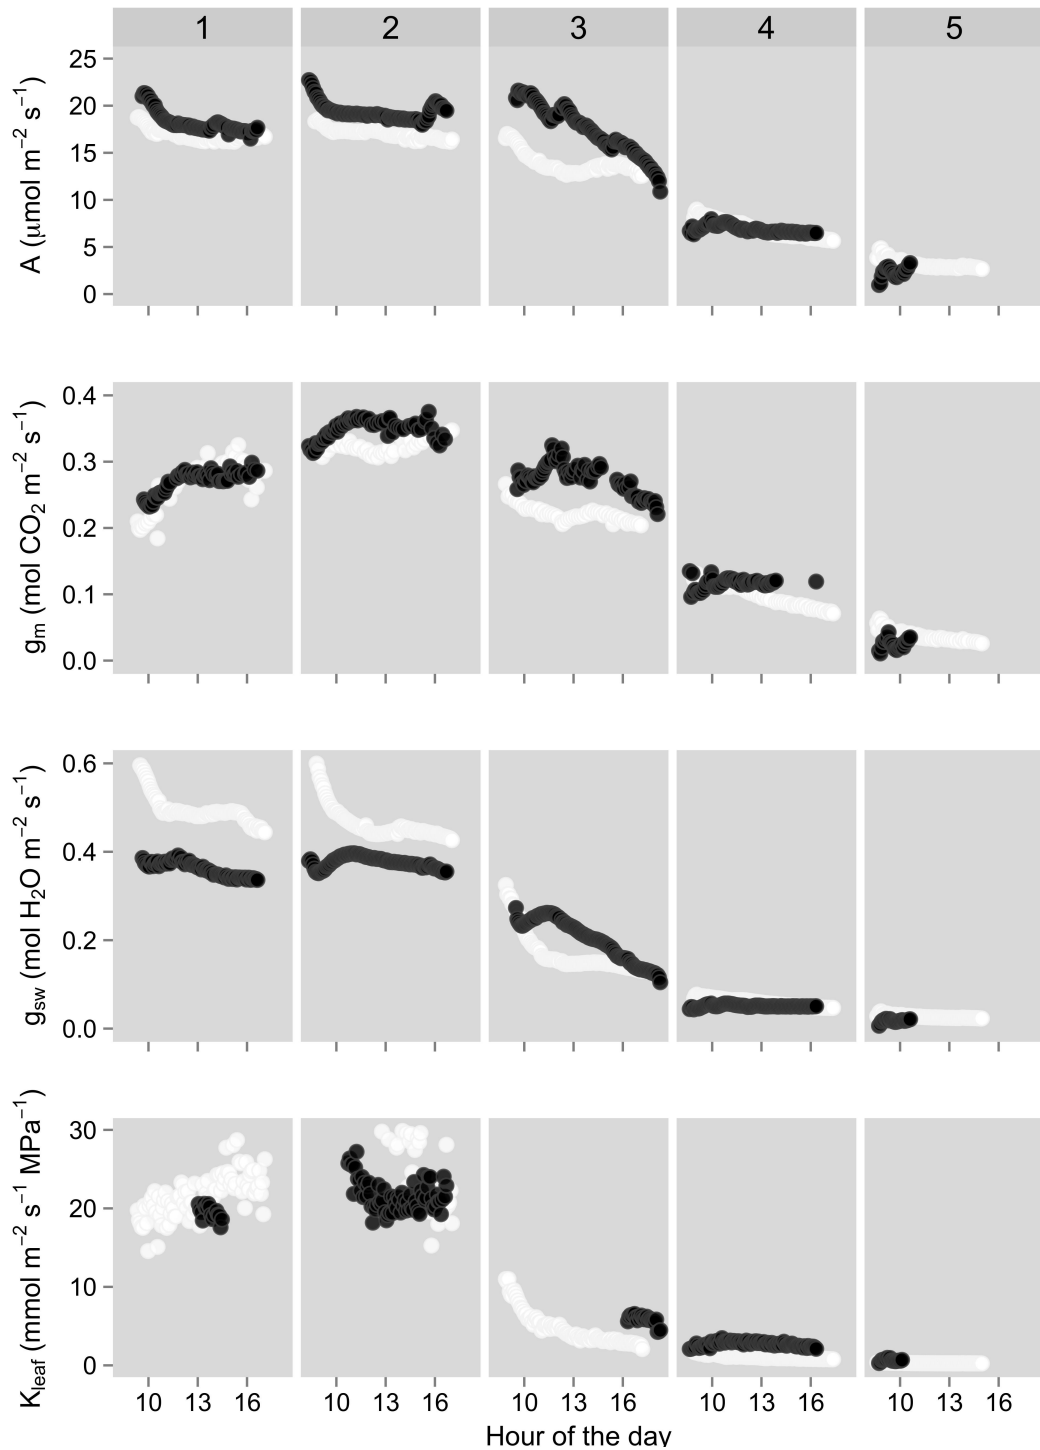 1 2 3 4 5
A (μmol m⁻² s⁻¹)
25
20
15
10
5
0
10 13 16 10 13 16 10 13 16 10 13 16 10 13 16
gₘ (mol CO₂ m⁻² s⁻¹)
0.4
0.3
0.2
0.1
0.0
g_sw (mol H₂O m⁻² s⁻¹)
0.6
0.4
0.2
0.0
K_leaf (mmol m⁻² s⁻¹ MPa⁻¹)
30
20
10
0
Hour of the day